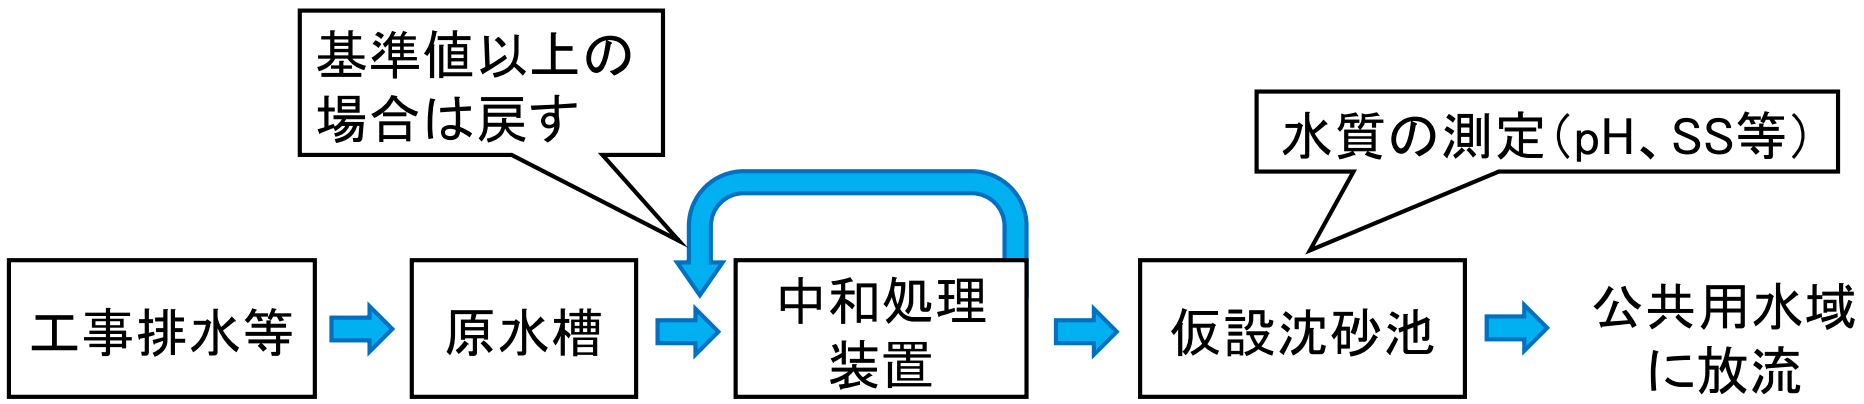 基準値以上の
場合は戻す
水質の測定（pH、SS等）
工事排水等
原水槽
中和処理
装置
仮設沈砂池
公共用水域
に放流